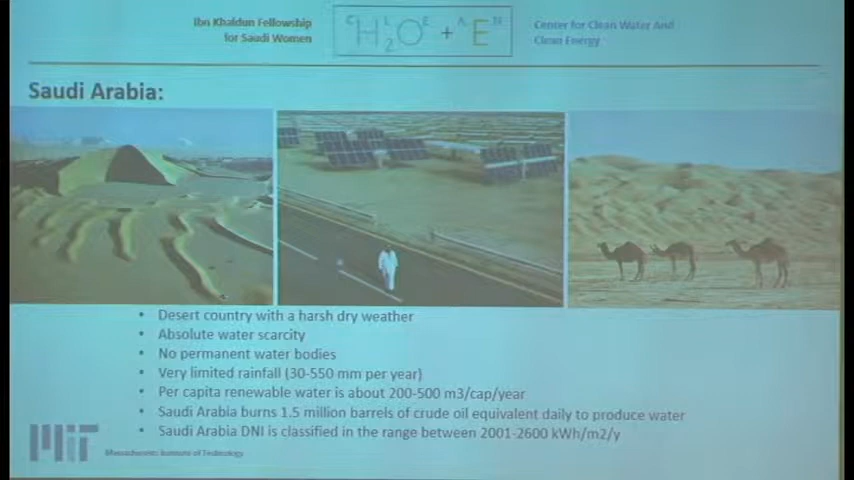 Ibn Khaldun Fellowship
for Saudi Women
CLEAN
H2O + E
Center for Clean Water And
Clean Energy
Saudi Arabia:
• Desert country with a harsh dry weather
• Absolute water scarcity
• No permanent water bodies
• Very limited rainfall (30-550 mm per year)
• Per capita renewable water is about 200-500 m3/cap/year
• Saudi Arabia burns 1.5 million barrels of crude oil equivalent daily to produce water
• Saudi Arabia DNI is classified in the range between 2001-2600 kWh/m2/y
MIT
Massachusetts Institute of Technology